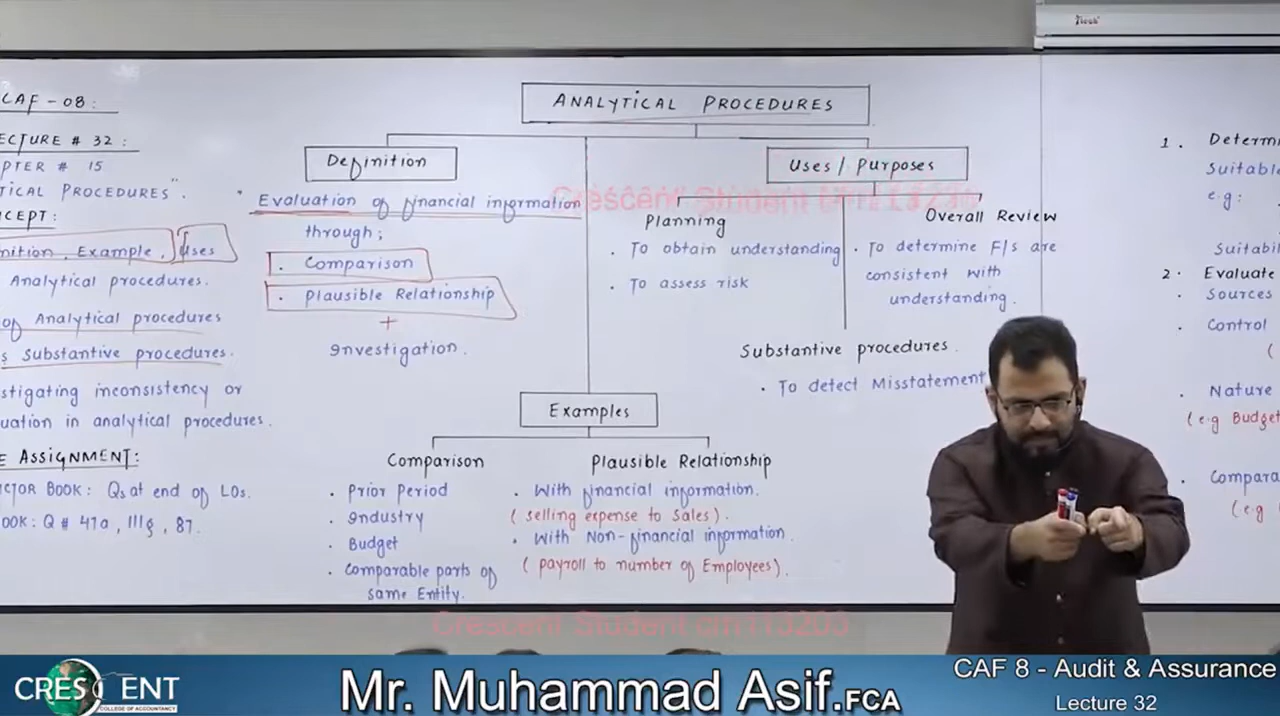 CAF - 08:
ECTURE # 32:
PTER # 15
TICAL PROCEDURES".
NCEPT:
nition, Example, Uses
Analytical procedures.
of Analytical procedures
s Substantive procedures.
stigating inconsistency or
uation in analytical procedures.
E ASSIGNMENT:
CTOR BOOK: Qs at end of LOs.
OOK: Q # 47a, 111g, 87.
ANALYTICAL PROCEDURES
Definition
" Evaluation of financial information
through;
. Comparison
. Plausible Relationship
+
Investigation.
Uses/Purposes
Planning
. To obtain understanding
. To assess risk
Overall Review
. To determine F/S are
consistent with
understanding.
Substantive procedures.
. To detect Misstatement
Examples
Comparison
. Prior Period
. Industry
. Budget
. Comparable parts of
same Entity.
Plausible Relationship
. With financial information.
(selling expense to Sales).
. With Non-financial information.
(payroll to number of Employees).
1. Determi
Suitable
e.g:
Suitabi
2. Evaluate
. Sources
. Control
(
. Nature
(e.g Budget
. Compara
(e.g
Crescent Student
Crescent Student
CRESCENT
COLLEGE OF ACCOUNTANCY
Mr. Muhammad Asif.FCA
CAF 8 - Audit & Assurance
Lecture 32